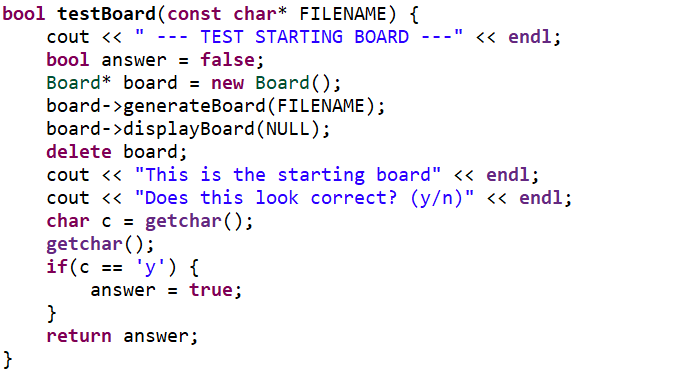 bool testBoard(const char* FILENAME) {
    cout << " --- TEST STARTING BOARD ---" << endl;
    bool answer = false;
    Board* board = new Board();
    board->generateBoard(FILENAME);
    board->displayBoard(NULL);
    delete board;
    cout << "This is the starting board" << endl;
    cout << "Does this look correct? (y/n)" << endl;
    char c = getchar();
    getchar();
    if(c == 'y') {
        answer = true;
    }
    return answer;
}